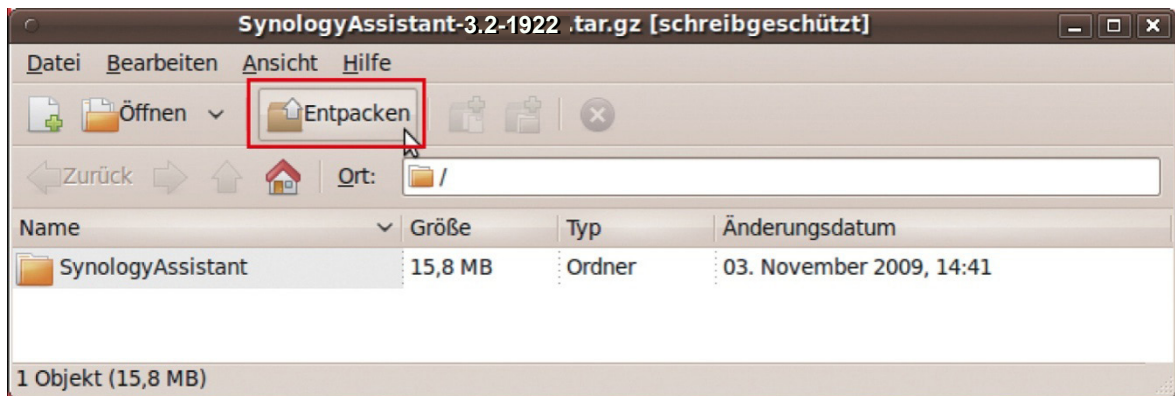 SynologyAssistant-3.2-1922 .tar.gz [schreibgeschützt]
Datei Bearbeiten Ansicht Hilfe
Öffnen Entpacken
Zurück Ort: /
Name Größe Typ Änderungsdatum
SynologyAssistant 15,8 MB Ordner 03. November 2009, 14:41
1 Objekt (15,8 MB)